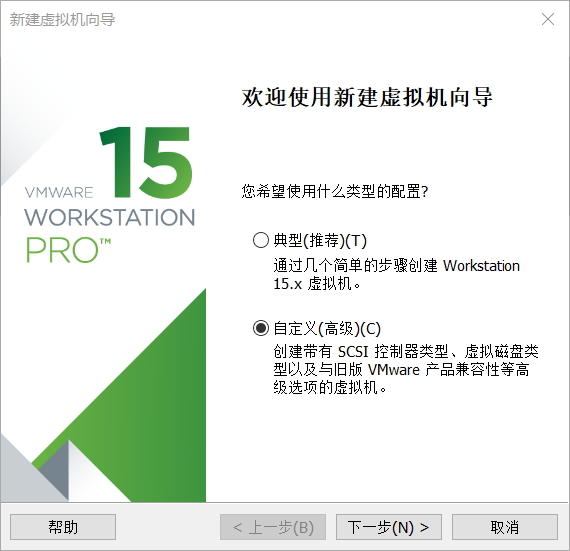 新建虚拟机向导
欢迎使用新建虚拟机向导
15
VMWARE
WORKSTATION
PRO™
您希望使用什么类型的配置?
典型(推荐)(T)
通过几个简单的步骤创建 Workstation
15.x 虚拟机。
自定义(高级)(C)
创建带有 SCSI 控制器类型、虚拟磁盘类
型以及与旧版 VMware 产品兼容性等高
级选项的虚拟机。
帮助
< 上一步(B)
下一步(N) >
取消